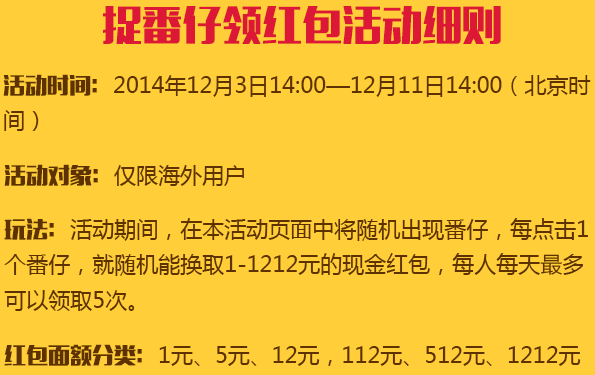 捉番仔领红包活动细则
活动时间：2014年12月3日14:00—12月11日14:00（北京时
间）
活动对象：仅限海外用户
玩法：活动期间，在本活动页面中将随机出现番仔，每点击1
个番仔，就随机能换取1-1212元的现金红包，每人每天最多
可以领取5次。
红包面额分类：1元、5元、12元，112元、512元、1212元